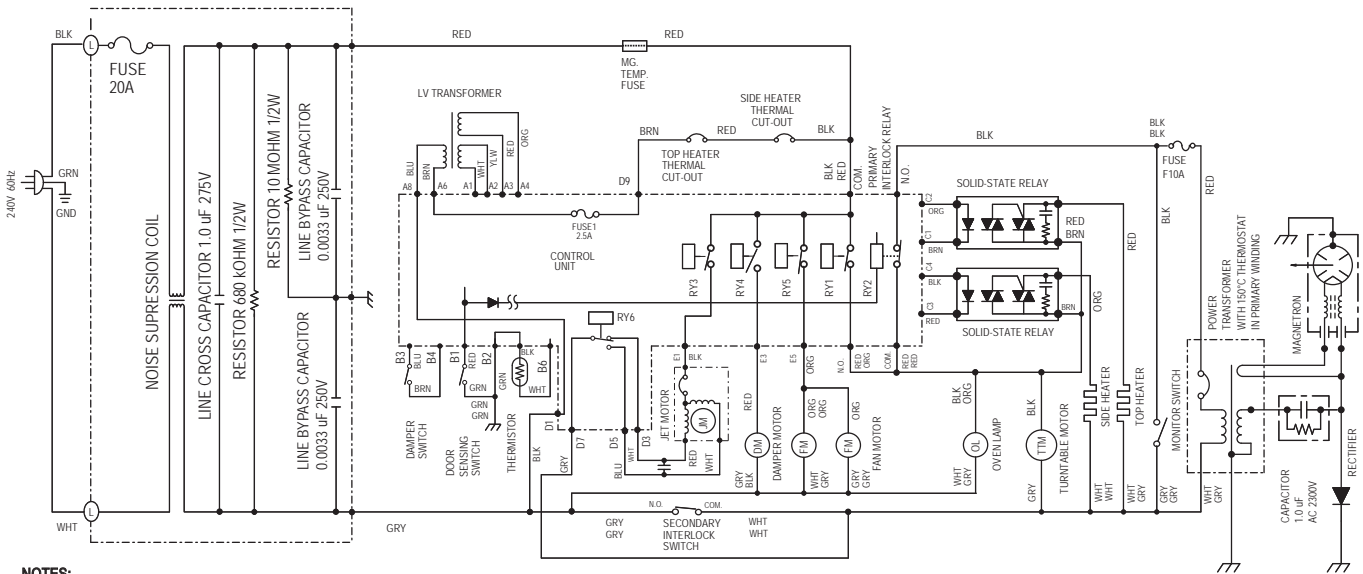 BLK
L
FUSE
20A
240V 60Hz
GRN
GND
WHT
L
NOISE SUPRESSION COIL
LINE CROSS CAPACITOR 1.0 uF 275V
RESISTOR 680 kOHM 1/2W
RESISTOR 10 MOHM 1/2W
LINE BYPASS CAPACITOR
0.0033 uF 250V
LINE BYPASS CAPACITOR
0.0033 uF 250V
RED
RED
MG.
TEMP.
FUSE
LV TRANSFORMER
BLU
BRN
WHT
YLW
RED
ORG
A8
A6
A1
A2
A3
A4
D9
BRN
RED
BLK
TOP HEATER
THERMAL
CUT-OUT
SIDE HEATER
THERMAL
CUT-OUT
BLK
RED
COM.
PRIMARY
INTERLOCK RELAY
N.O.
FUSE1
2.5A
CONTROL
UNIT
RY3
RY4
RY5
RY1
RY2
RY6
BLK
BLK
BLK
FUSE
F10A
RED
C2
ORG
C1
BRN
C4
BLK
C3
RED
SOLID-STATE RELAY
RED
BRN
BRN
SOLID-STATE RELAY
RED
ORG
BLK
POWER
TRANSFORMER
WITH 150°C THERMOSTAT
IN PRIMARY WINDING
MAGNETRON
B3
BLU
B4
BRN
DAMPER
SWITCH
B1
RED
B2
GRN
GRN
GRN
GRN
DOOR
SENSING
SWITCH
BLK
B6
WHT
THERMISTOR
D1
BLK
GRY
D7
D5
BLU
WHT
D3
E1
BLK
JET MOTOR
JM
RED
WHT
E3
RED
DM
GRY
BLK
DAMPER MOTOR
E5
ORG
ORG
ORG
FM
WHT
GRY
ORG
FM
GRY
GRY
FAN MOTOR
N.O.
RED
ORG
COM.
RED
RED
BLK
ORG
OL
WHT
GRY
OVEN LAMP
BLK
TTM
GRY
TURNTABLE MOTOR
SIDE HEATER
TOP HEATER
WHT
WHT
WHT
GRY
GRY
GRY
MONITOR SWITCH
WHT
GRY
CAPACITOR
1.0 uF
AC 2300V
RECTIFIER
GRY
N.O.
COM.
GRY
GRY
SECONDARY
INTERLOCK
SWITCH
WHT
WHT
NOTES: